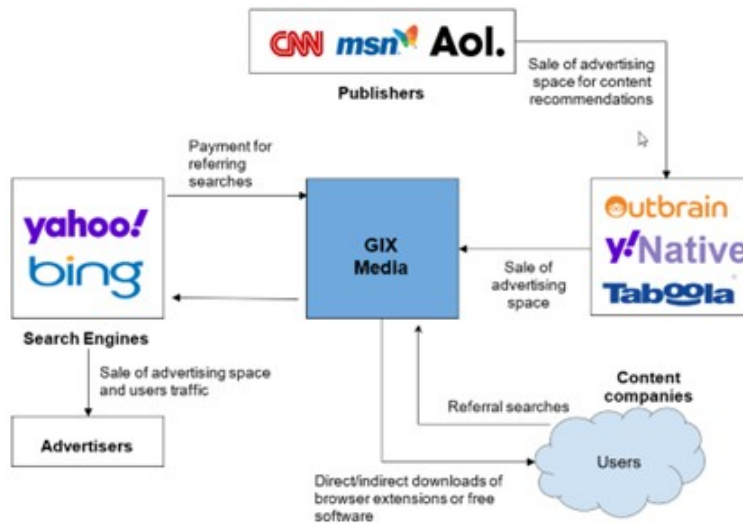 CNN msn Aol.
Publishers
Sale of advertising
space for content
recommendations
Payment for
referring
searches
yahoo!
bing
Search Engines
GIX
Media
Sale of
advertising
space
Outbrain
y!Native
Taboola
Content
companies
Sale of advertising space
and users traffic
Advertisers
Referral searches
Users
Direct/indirect downloads of
browser extensions or free
software